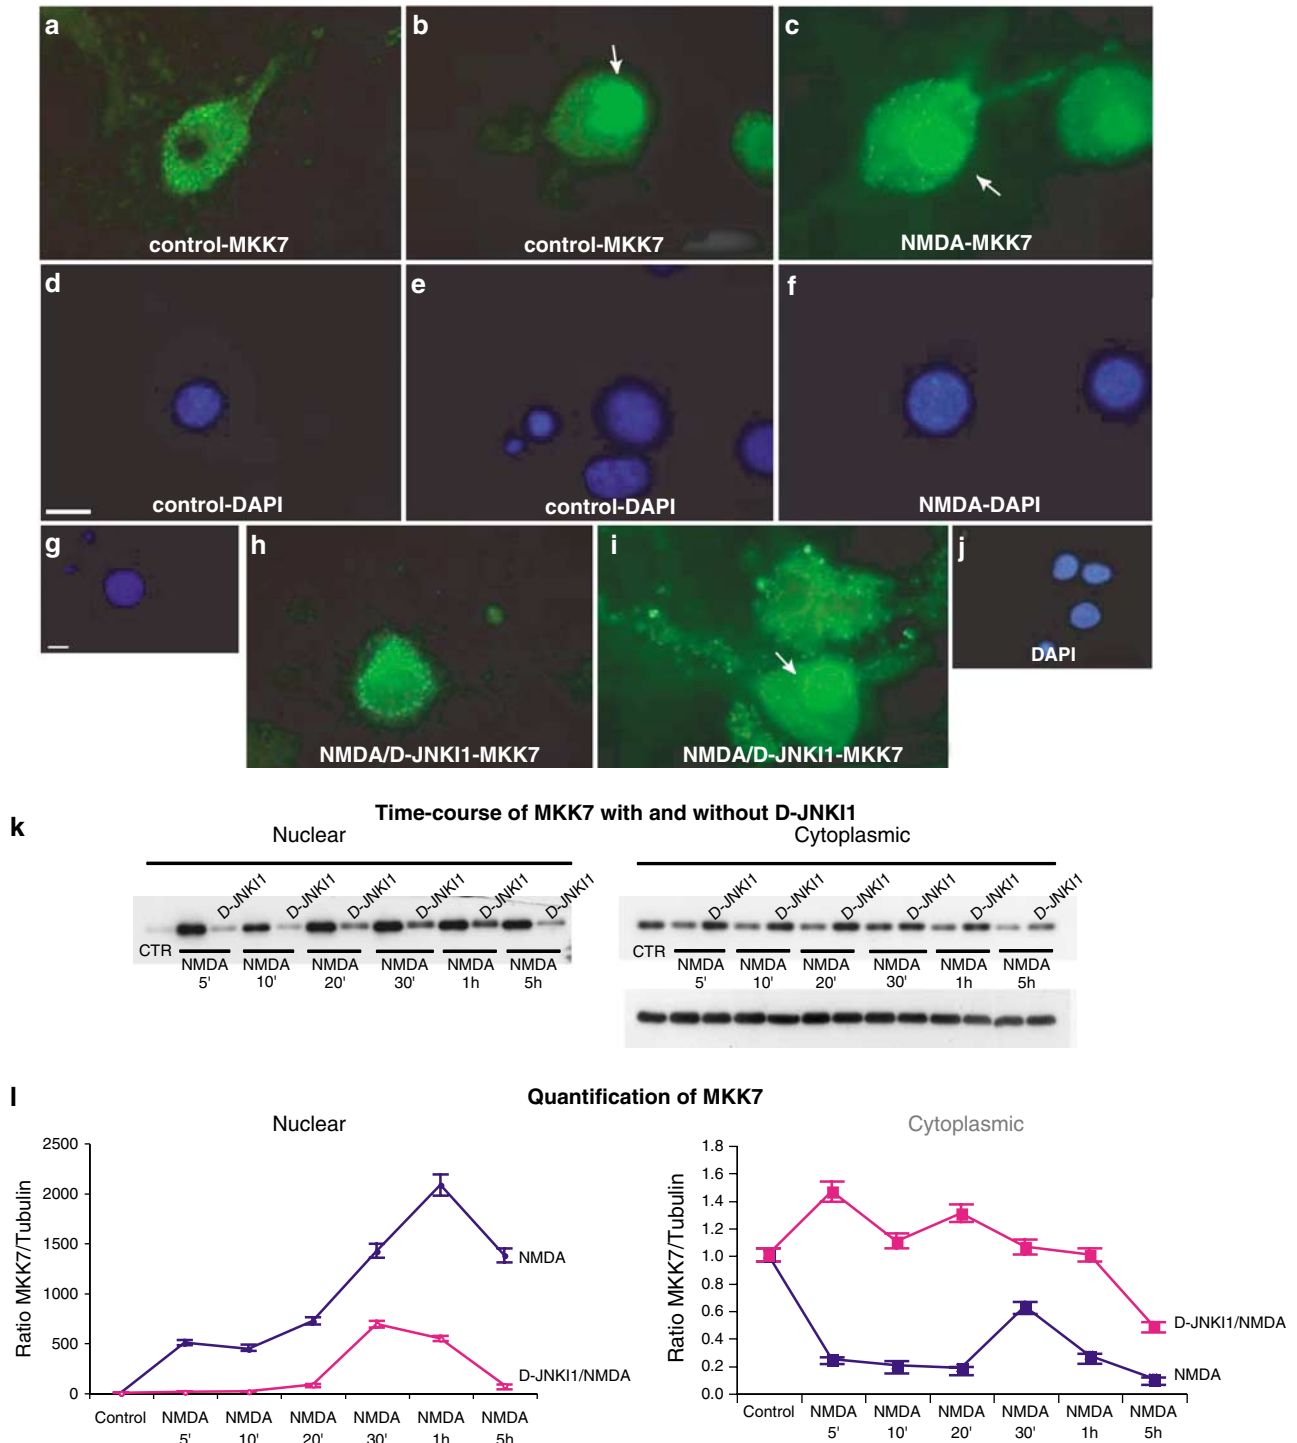 a
b
c
control-MKK7
control-MKK7
NMDA-MKK7
d
e
f
control-DAPI
control-DAPI
NMDA-DAPI
g
h
i
j
DAPI
NMDA/D-JNKI1-MKK7
NMDA/D-JNKI1-MKK7
k
Time-course of MKK7 with and without D-JNKI1
Nuclear
Cytoplasmic
D-JNKI1 D-JNKI1 D-JNKI1 D-JNKI1 D-JNKI1 D-JNKI1
D-JNKI1 D-JNKI1 D-JNKI1 D-JNKI1 D-JNKI1 D-JNKI1
CTR
NMDA NMDA NMDA NMDA NMDA NMDA
5' 10' 20' 30' 1h 5h
CTR
NMDA NMDA NMDA NMDA NMDA NMDA
5' 10' 20' 30' 1h 5h
l
Quantification of MKK7
Nuclear
Ratio MKK7/Tubulin
2500
2000
1500
1000
500
0
NMDA
D-JNKI1/NMDA
Control NMDA NMDA NMDA NMDA NMDA NMDA
5' 10' 20' 30' 1h 5h
Cytoplasmic
Ratio MKK7/Tubulin
1.8
1.6
1.4
1.2
1.0
0.8
0.6
0.4
0.2
0.0
D-JNKI1/NMDA
NMDA
Control NMDA NMDA NMDA NMDA NMDA NMDA
5' 10' 20' 30' 1h 5h